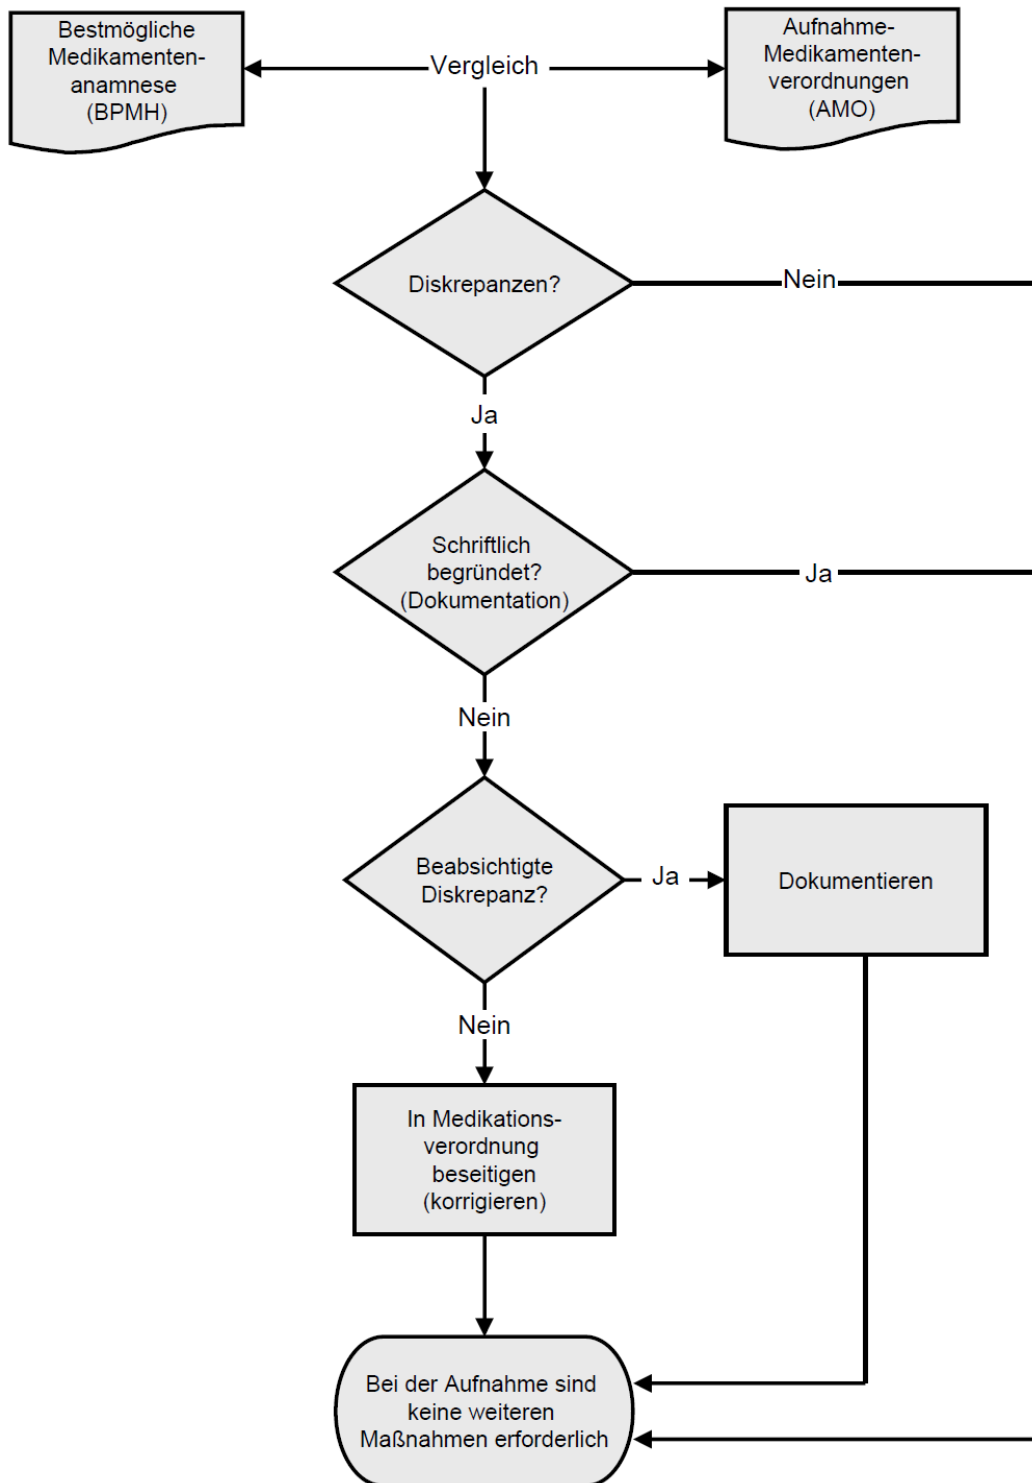 Bestmögliche
Medikamenten-
anamnese
(BPMH)
Vergleich
Aufnahme-
Medikamenten-
verordnungen
(AMO)
Diskrepanzen?
Nein
Ja
Schriftlich
begründet?
(Dokumentation)
Ja
Nein
Beabsichtigte
Diskrepanz?
Ja
Dokumentieren
Nein
In Medikations-
verordnung
beseitigen
(korrigieren)
Bei der Aufnahme sind
keine weiteren
Maßnahmen erforderlich